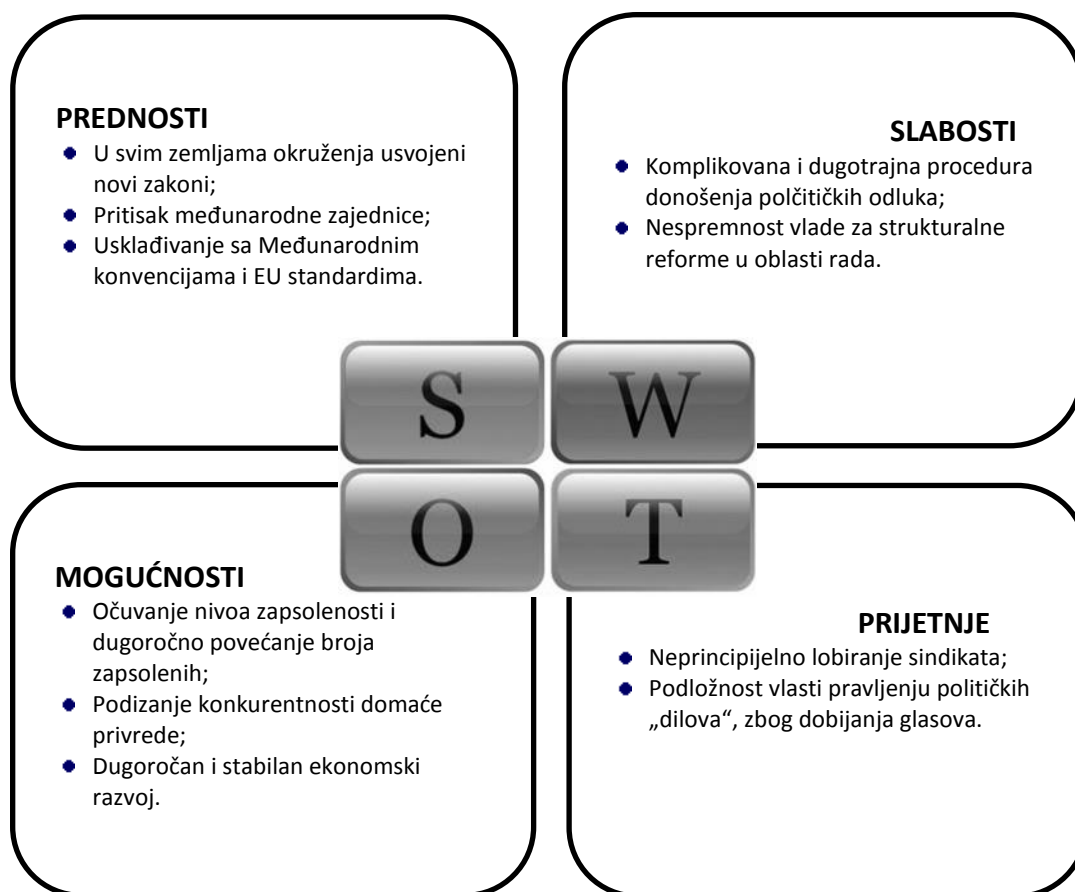 PREDNOSTI
U svim zemljama okruženja usvojeni
novi zakoni;
Pritisak međunarodne zajednice;
Usklađivanje sa Međunarodnim
konvencijama i EU standardima.
SLABOSTI
Komplikovana i dugotrajna procedura
donošenja polčitičkih odluka;
Nespremnost vlade za strukturalne
reforme u oblasti rada.
S
W
O
T
MOGUĆNOSTI
Očuvanje nivoa zapsolenosti i
dugoročno povećanje broja
zapsolenih;
Podizanje konkurentnosti domaće
privrede;
Dugoročan i stabilan ekonomski
razvoj.
PRIJETNJE
Neprincipijelno lobiranje sindikata;
Podložnost vlasti pravljenju političkih
„dilova“, zbog dobijanja glasova.